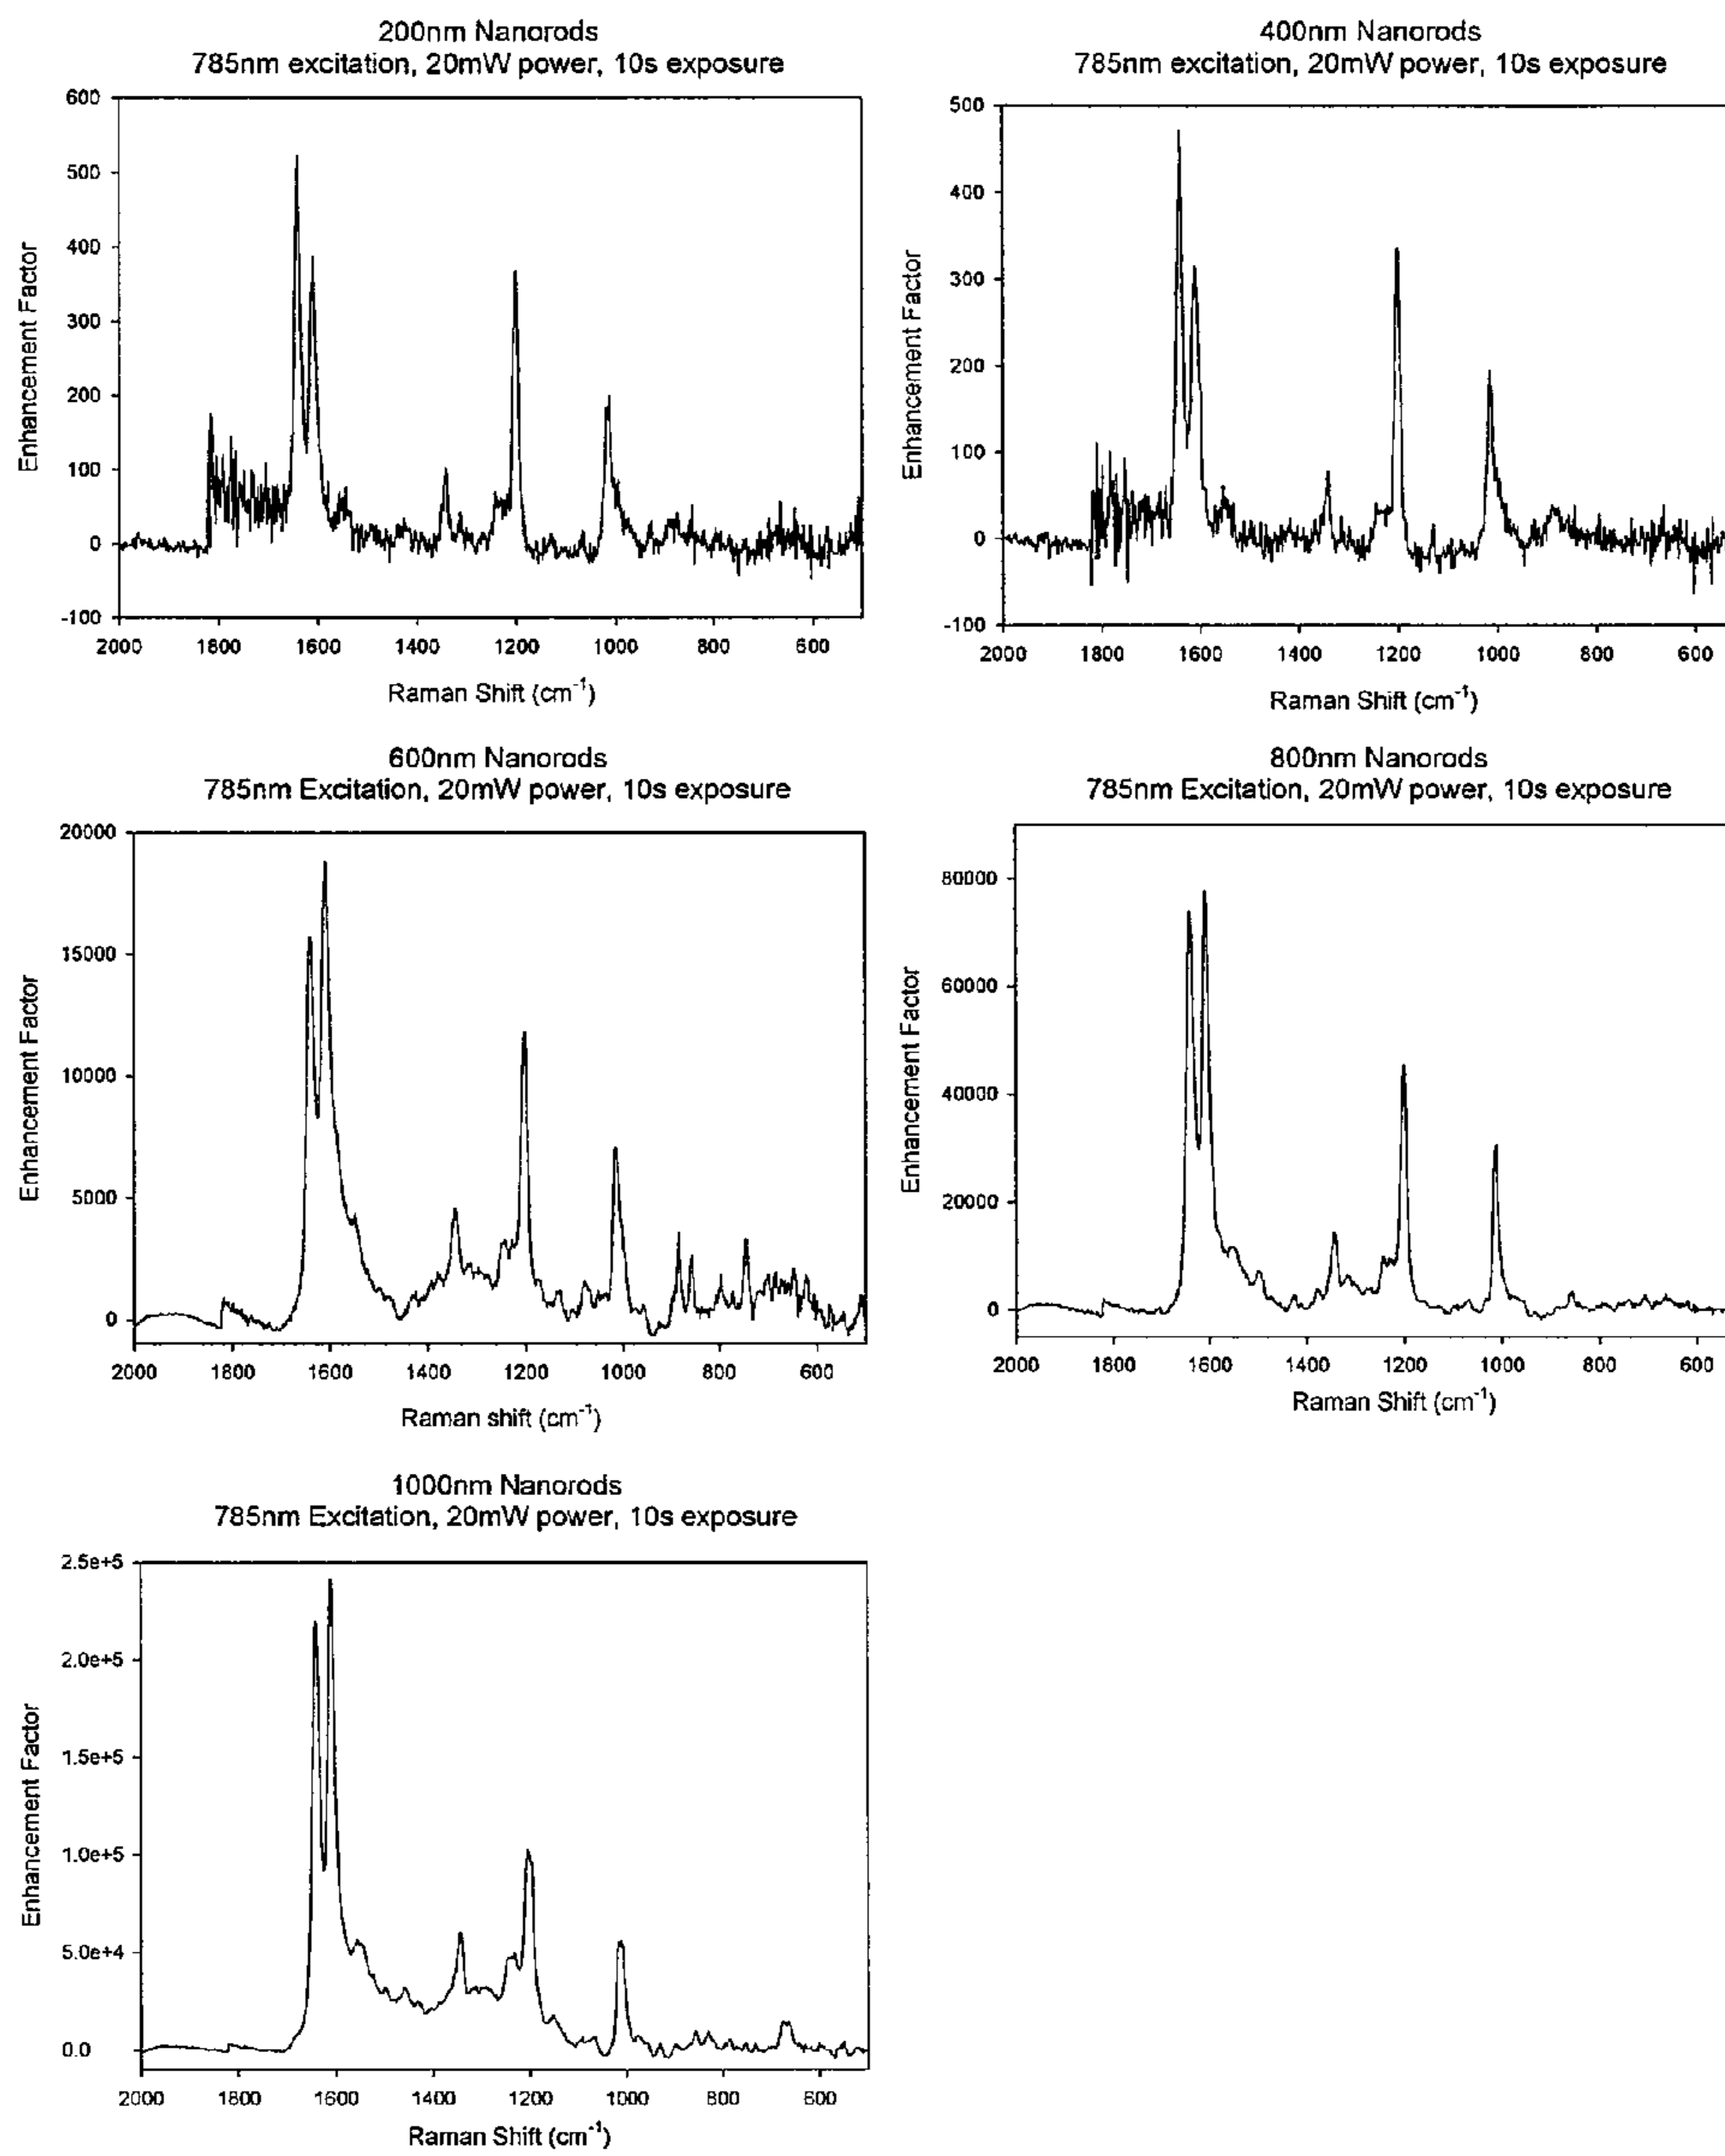 200nm Nanorods
785nm excitation, 20mW power, 10s exposure
600
500
400
300
200
100
0
-100
Enhancement Factor
2000 1800 1600 1400 1200 1000 800 600
Raman Shift (cm⁻¹)
400nm Nanorods
785nm excitation, 20mW power, 10s exposure
500
400
300
200
100
0
-100
Enhancement Factor
2000 1800 1600 1400 1200 1000 800 600
Raman Shift (cm⁻¹)
600nm Nanorods
785nm Excitation, 20mW power, 10s exposure
20000
15000
10000
5000
0
Enhancement Factor
2000 1800 1600 1400 1200 1000 800 600
Raman shift (cm⁻¹)
800nm Nanorods
785nm Excitation, 20mW power, 10s exposure
80000
60000
40000
20000
0
Enhancement Factor
2000 1800 1600 1400 1200 1000 800 600
Raman Shift (cm⁻¹)
1000nm Nanorods
785nm Excitation, 20mW power, 10s exposure
2.5e+5
2.0e+5
1.5e+5
1.0e+5
5.0e+4
0.0
Enhancement Factor
2000 1800 1600 1400 1200 1000 800 600
Raman Shift (cm⁻¹)